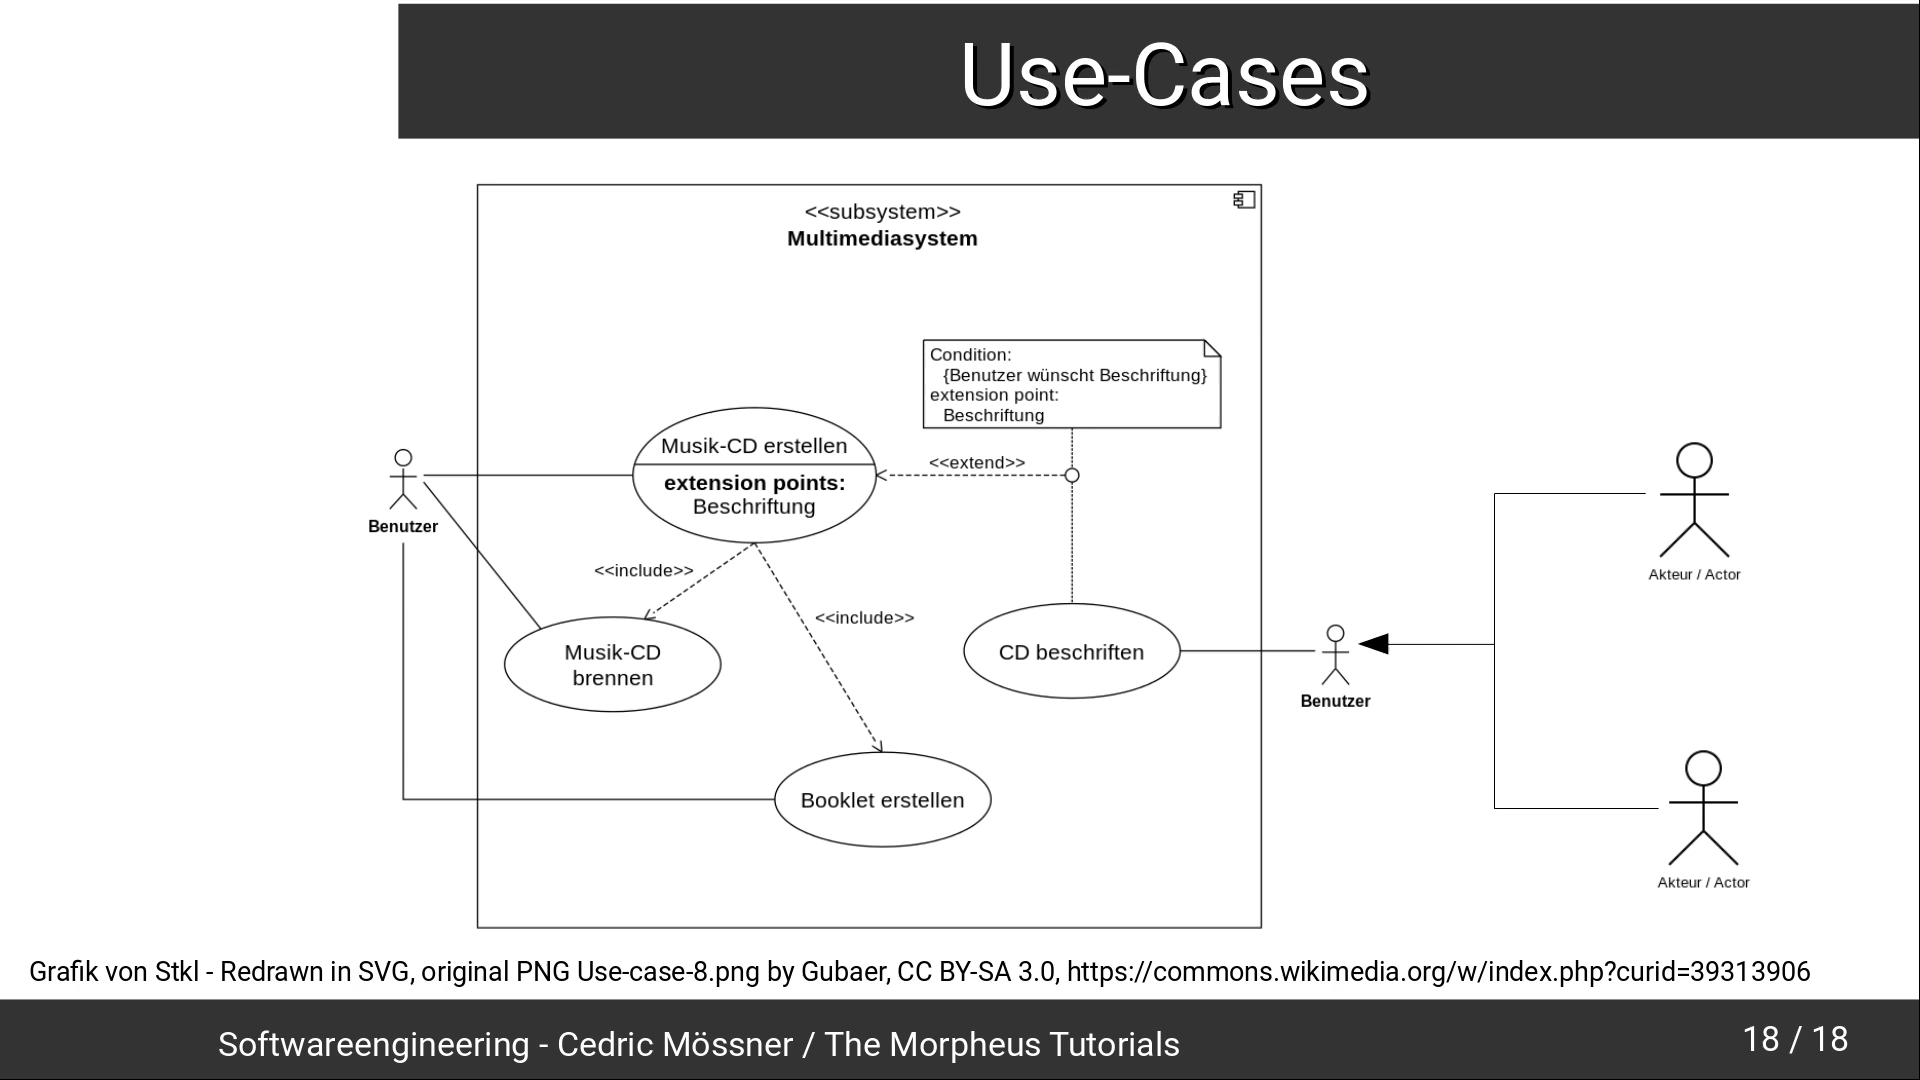 Use-Cases
<<subsystem>>
Multimediasystem
Condition:
{Benutzer wünscht Beschriftung}
extension point:
Beschriftung
Musik-CD erstellen
extension points:
Beschriftung
<<extend>>
Benutzer
<<include>>
<<include>>
Musik-CD
brennen
CD beschriften
Booklet erstellen
Benutzer
Akteur / Actor
Akteur / Actor
Grafik von Stkl - Redrawn in SVG, original PNG Use-case-8.png by Gubaer, CC BY-SA 3.0, https://commons.wikimedia.org/w/index.php?curid=39313906
Softwareengineering - Cedric Mössner / The Morpheus Tutorials
18 / 18